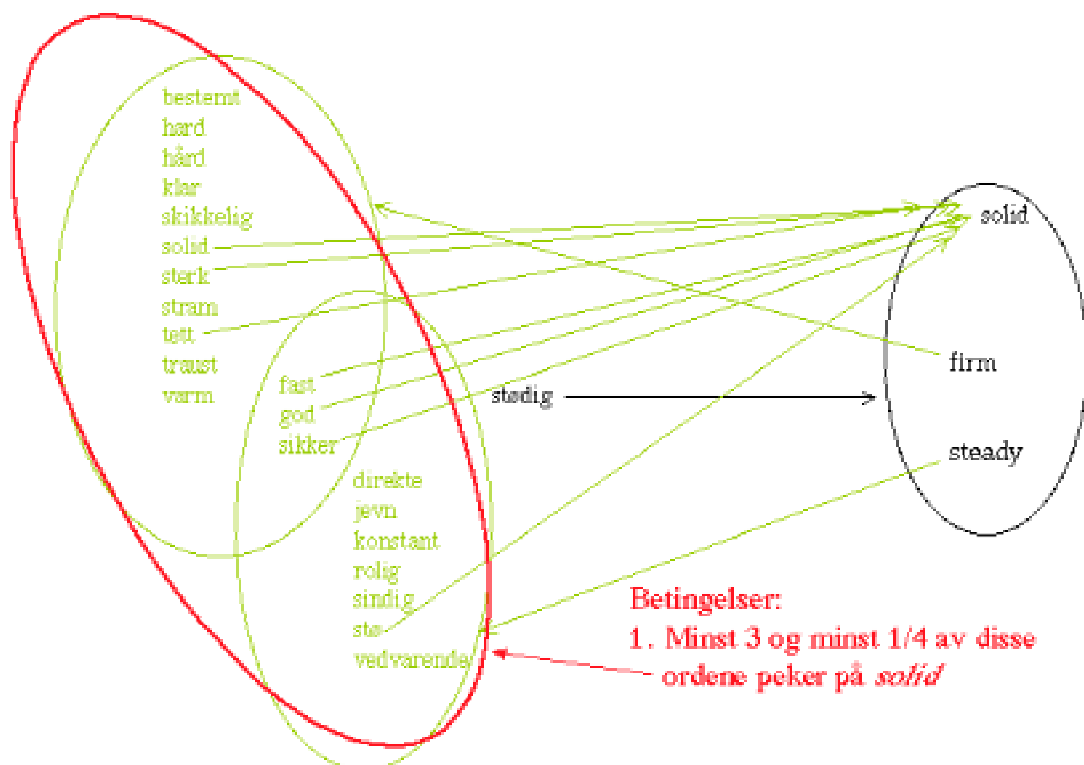 bestemt
hard
hård
klar
skikkelig
solid
sterk
stram
tett
traust
varm
fast
god
sikker
direkte
jevn
konstant
rolig
sindig
stø
vedvarende
stødig
solid
firm
steady
Betingelser:
1. Minst 3 og minst 1/4 av disse
ordene peker på solid